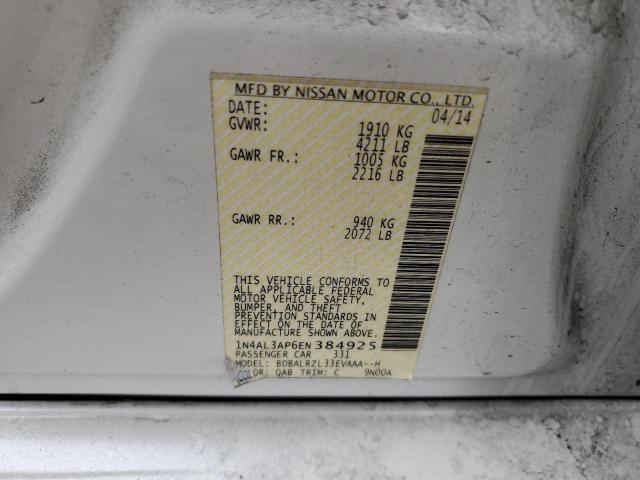 MFD BY NISSAN MOTOR CO., LTD.
DATE: 04/14
GVWR: 1910 KG
4211 LB
GAWR FR.: 1005 KG
2216 LB
GAWR RR.: 940 KG
2072 LB
THIS VEHICLE CONFORMS TO
ALL APPLICABLE FEDERAL
MOTOR VEHICLE SAFETY,
BUMPER, AND THEFT
PREVENTION STANDARDS IN
EFFECT ON THE DATE OF
MANUFACTURE SHOWN ABOVE.
1N4AL3AP6EN384925
PASSENGER CAR 331
MODEL: BDBALRZL33EVAAA--H
COLOR: QAB TRIM: C 9N00A